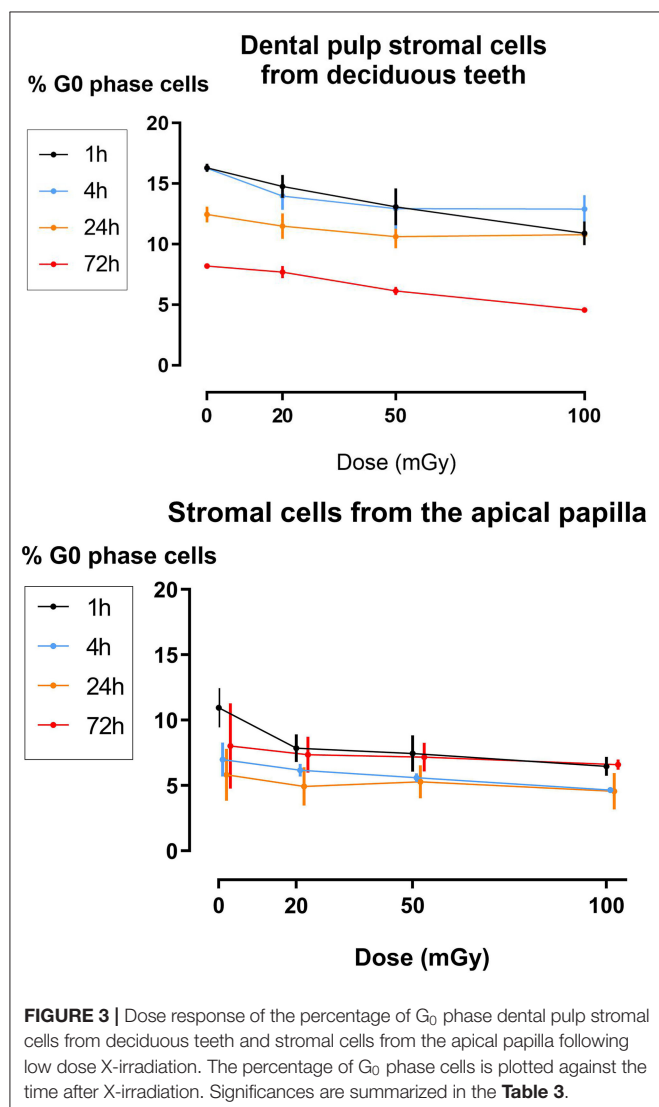 Dental pulp stromal cells
from deciduous teeth
% G0 phase cells
1h
4h
24h
72h
20
15
10
5
0
0 20 50 100
Dose (mGy)
Stromal cells from the apical papilla
% G0 phase cells
1h
4h
24h
72h
20
15
10
5
0
0 20 50 100
Dose (mGy)
FIGURE 3 | Dose response of the percentage of G₀ phase dental pulp stromal
cells from deciduous teeth and stromal cells from the apical papilla following
low dose X-irradiation. The percentage of G₀ phase cells is plotted against the
time after X-irradiation. Significances are summarized in the Table 3.